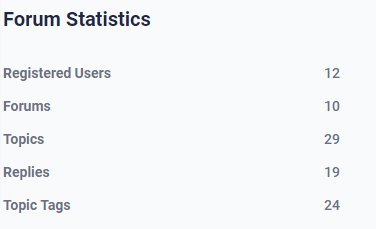 Forum Statistics
Registered Users 12
Forums 10
Topics 29
Replies 19
Topic Tags 24